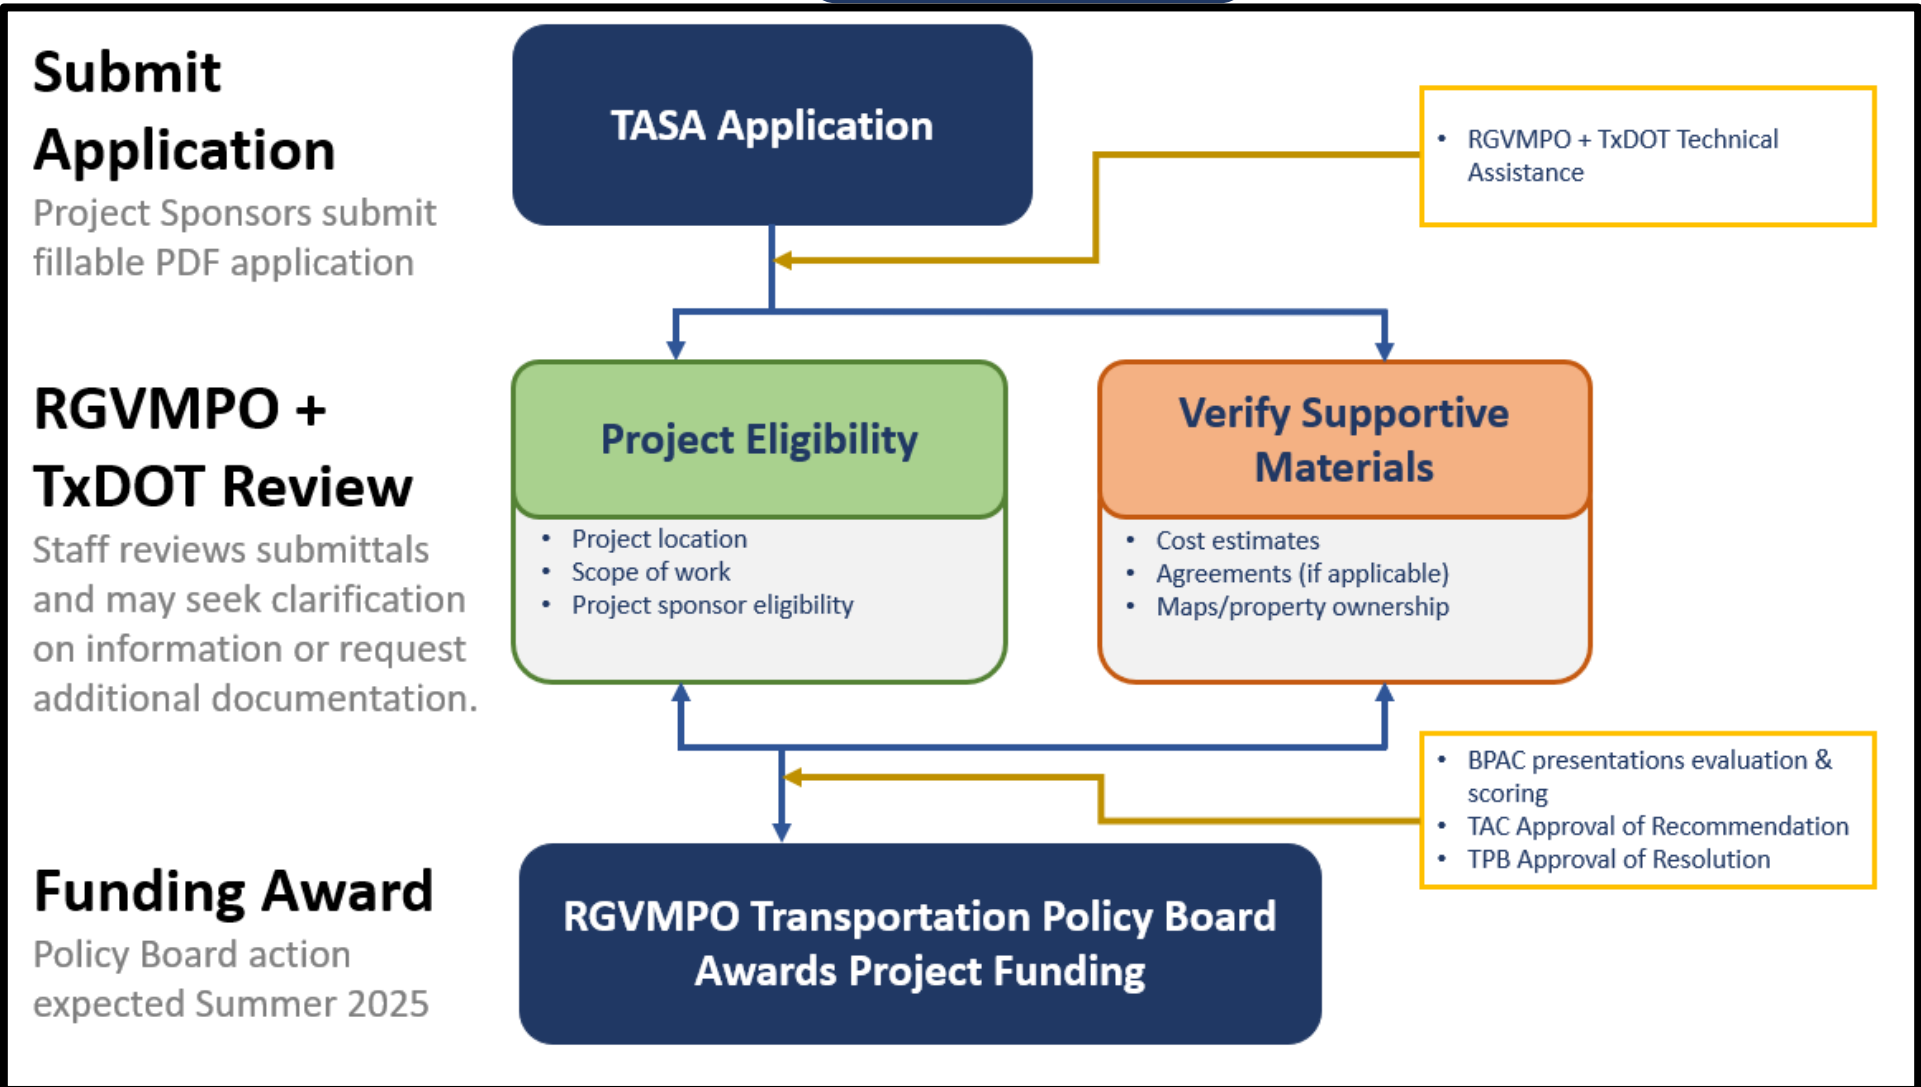 Submit
Application
Project Sponsors submit
fillable PDF application
TASA Application
• RGVMPO + TxDOT Technical
Assistance
RGVMPO +
TxDOT Review
Staff reviews submittals
and may seek clarification
on information or request
additional documentation.
Project Eligibility
• Project location
• Scope of work
• Project sponsor eligibility
Verify Supportive
Materials
• Cost estimates
• Agreements (if applicable)
• Maps/property ownership
• BPAC presentations evaluation &
scoring
• TAC Approval of Recommendation
• TPB Approval of Resolution
Funding Award
Policy Board action
expected Summer 2025
RGVMPO Transportation Policy Board
Awards Project Funding